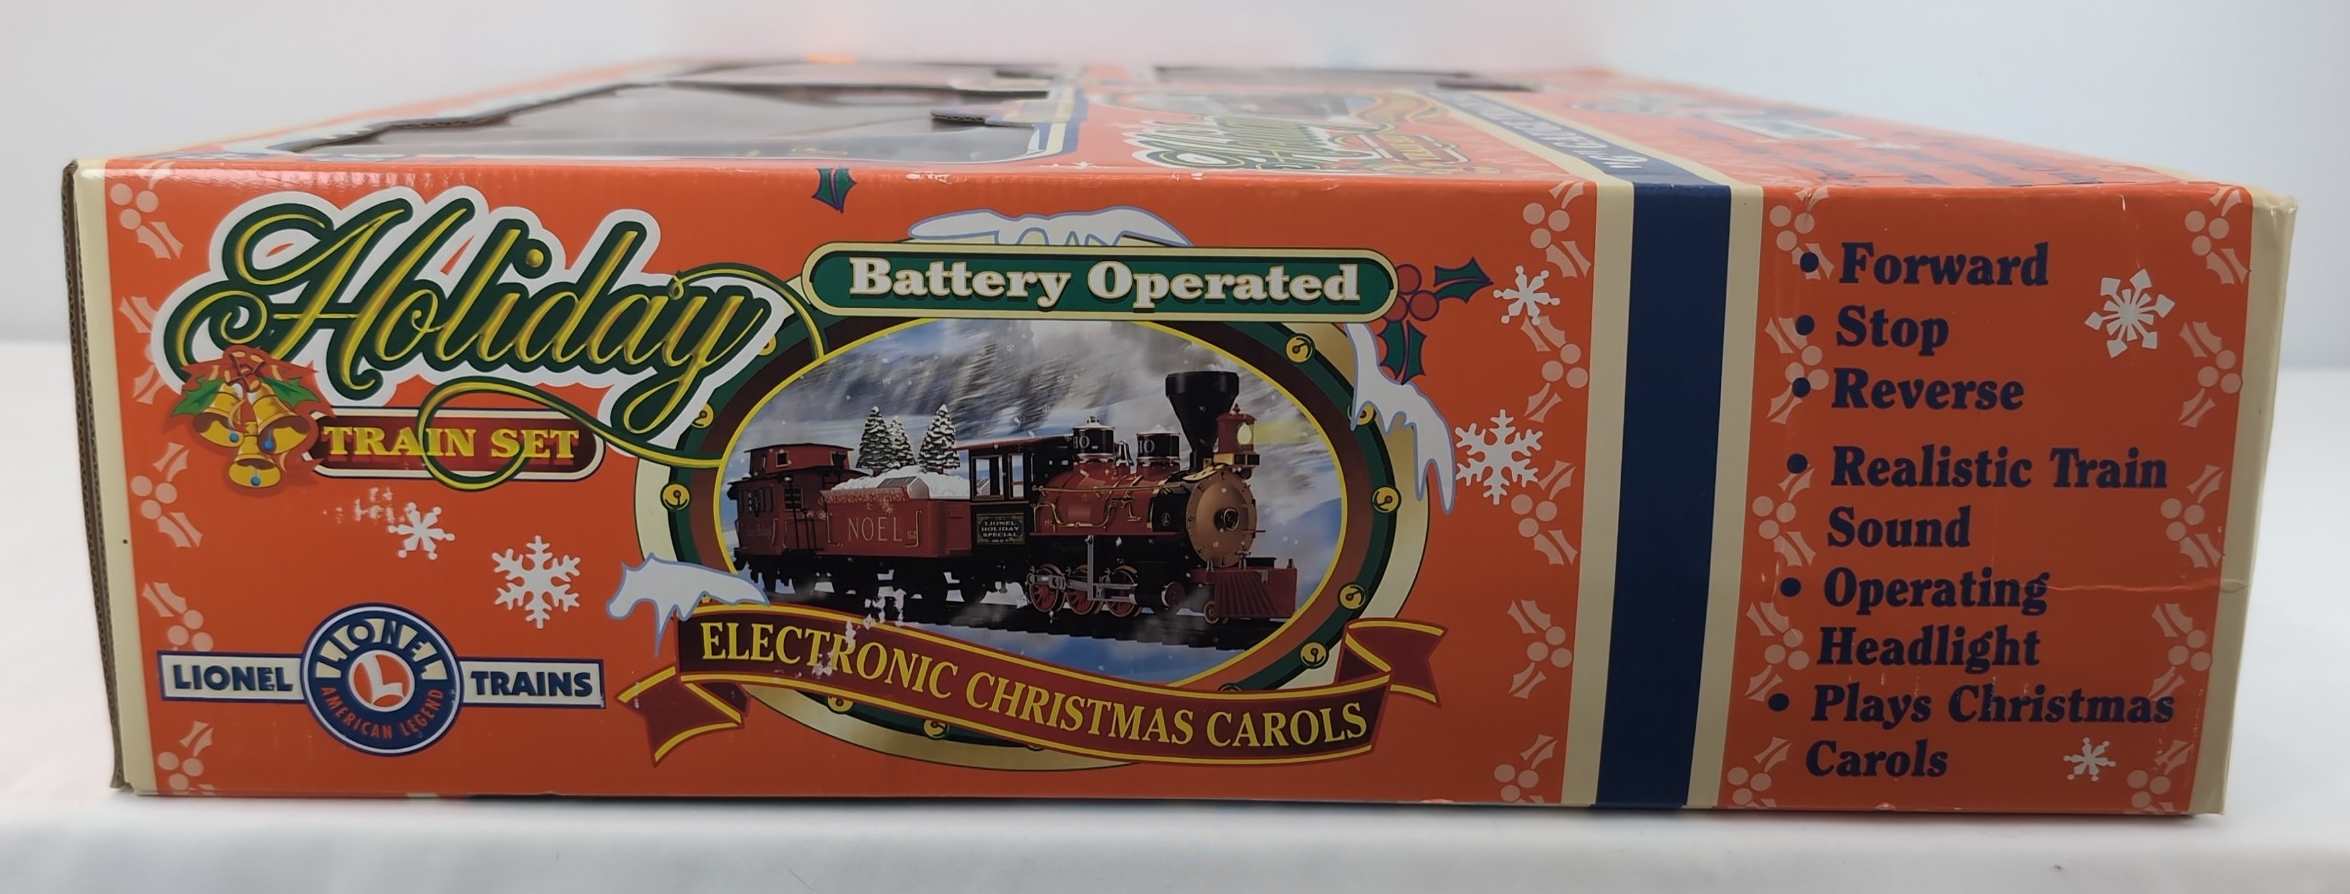 Holiday
TRAIN SET
Battery Operated
10
10
NOEL
LIONEL
HOLIDAY
SPECIAL
ELECTRONIC CHRISTMAS CAROLS
LIONEL
LIONEL
AMERICAN LEGEND
TRAINS
• Forward
• Stop
• Reverse
• Realistic Train
Sound
• Operating
Headlight
• Plays Christmas
Carols
Holiday